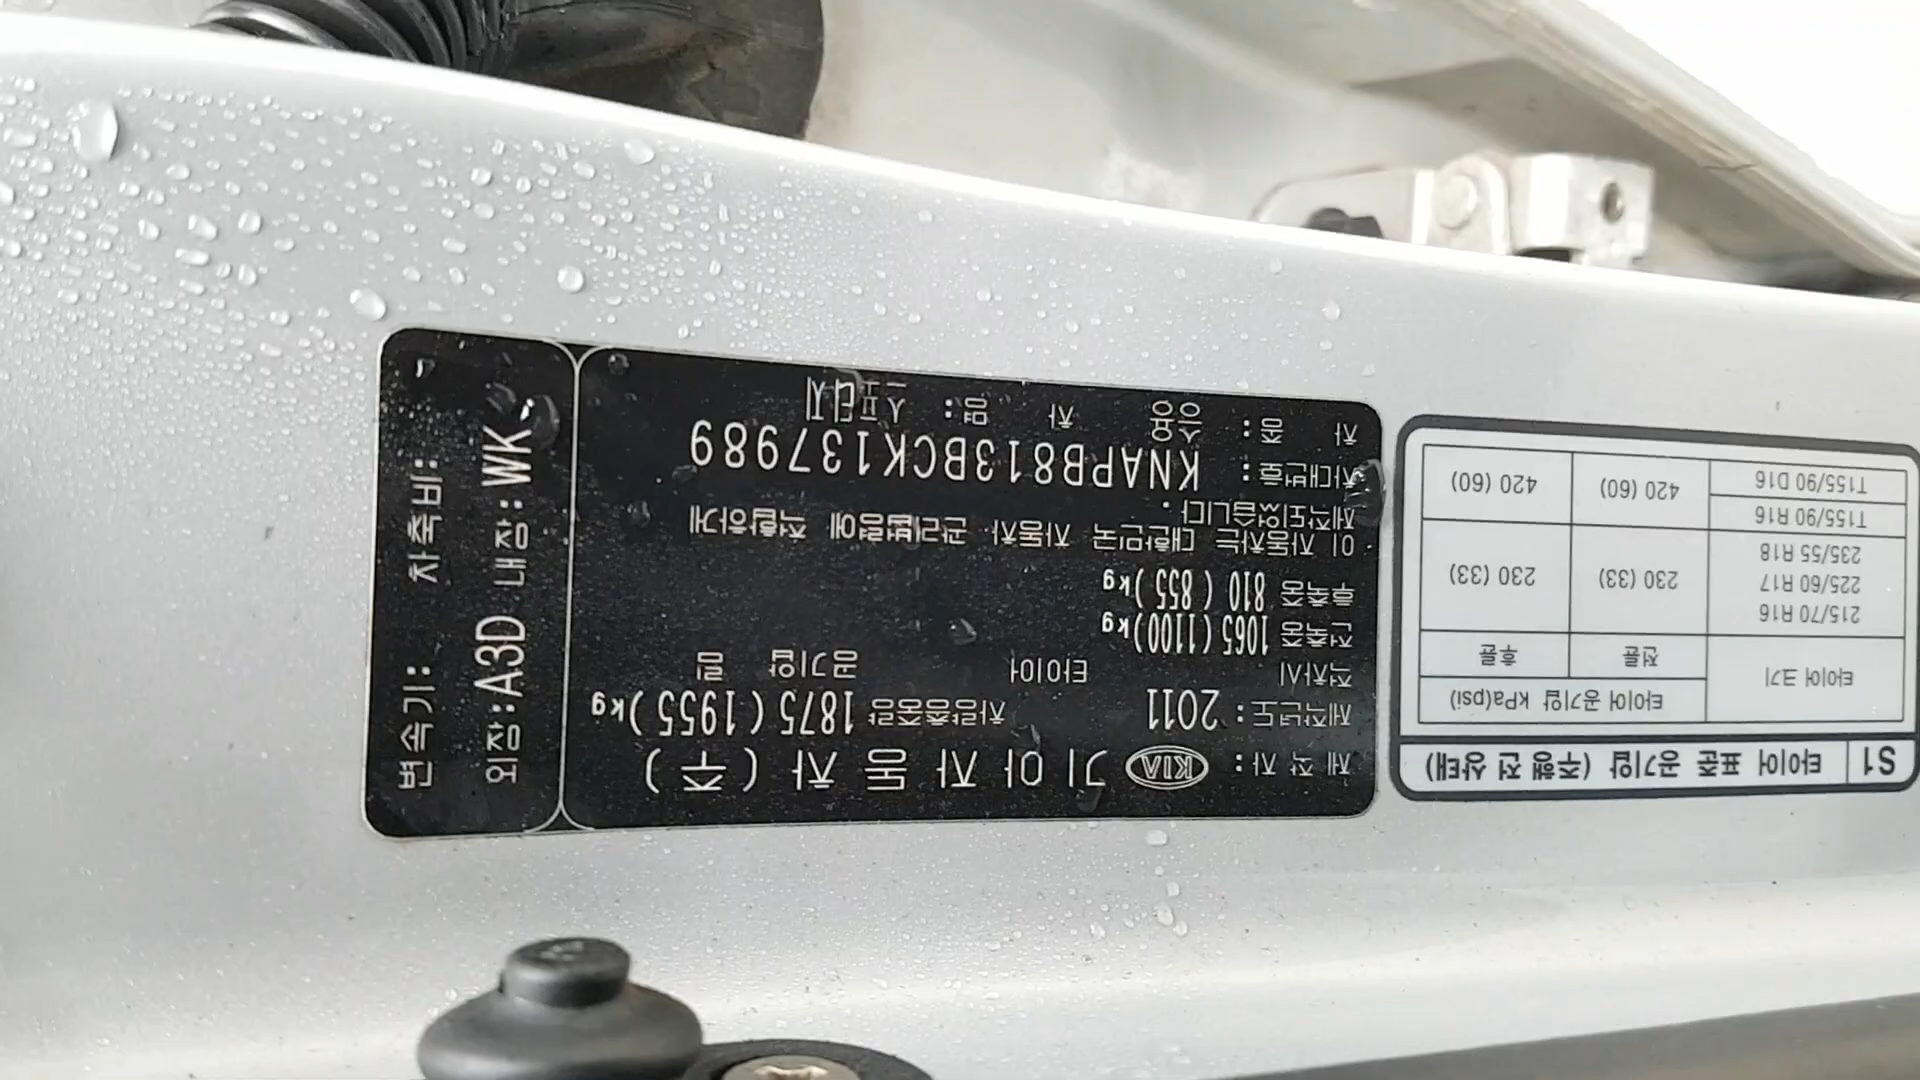 제 작 자 : KIA 기 아 자 동 차 ( 주 )
제작년도 : 2011 차량총중량 1875 ( 1955 )kg
적차시 타이어 공기압 림
전축중 1065 ( 1100)kg
후축중 810 ( 855 )kg
이 자동차는 대한민국 자동차 관리법령에 적합하게
제작되었습니다.
차대번호 : KNAPB813BCK137989
차 종 : 승용 차 명 : 스포티지
변속기: 차축비:
외장:A3D 내장:WK
S1 타이어 표준 공기압 (주행 전 상태)
타이어 크기 타이어 공기압 kPa(psi)
전륜 후륜
215/70 R16
225/60 R17 230 (33) 230 (33)
235/55 R18
T155/90 R16 420 (60) 420 (60)
T155/90 D16